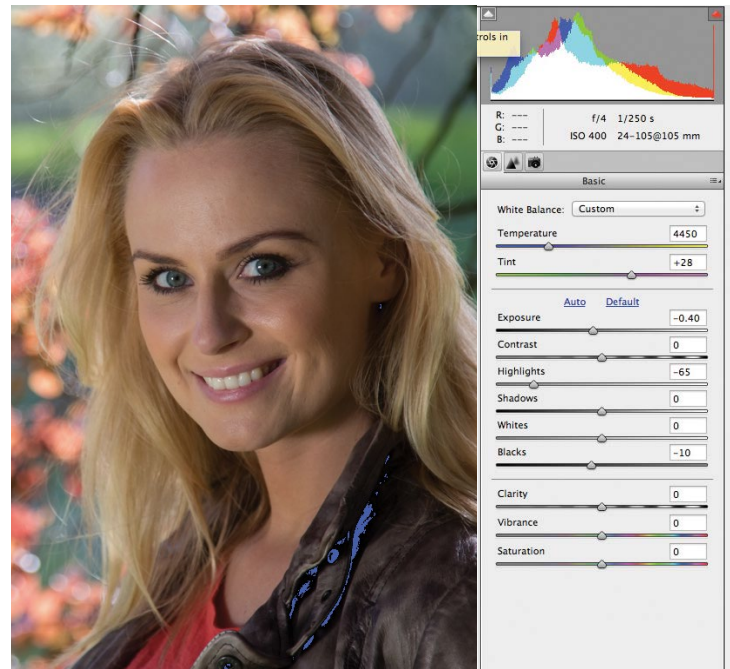 trols in
R: ---
G: ---
B: ---
f/4 1/250 s
ISO 400 24-105@105 mm
Basic
White Balance: Custom
Temperature 4450
Tint +28
Auto Default
Exposure -0.40
Contrast 0
Highlights -65
Shadows 0
Whites 0
Blacks -10
Clarity 0
Vibrance 0
Saturation 0